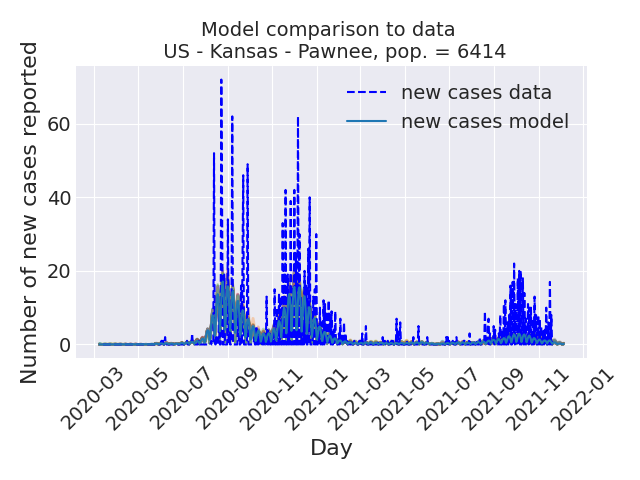 Model comparison to data
US - Kansas - Pawnee, pop. = 6414
Number of new cases reported
60
40
20
0
new cases data
new cases model
2020-03
2020-05
2020-07
2020-09
2020-11
2021-01
2021-03
2021-05
2021-07
2021-09
2021-11
2022-01
Day